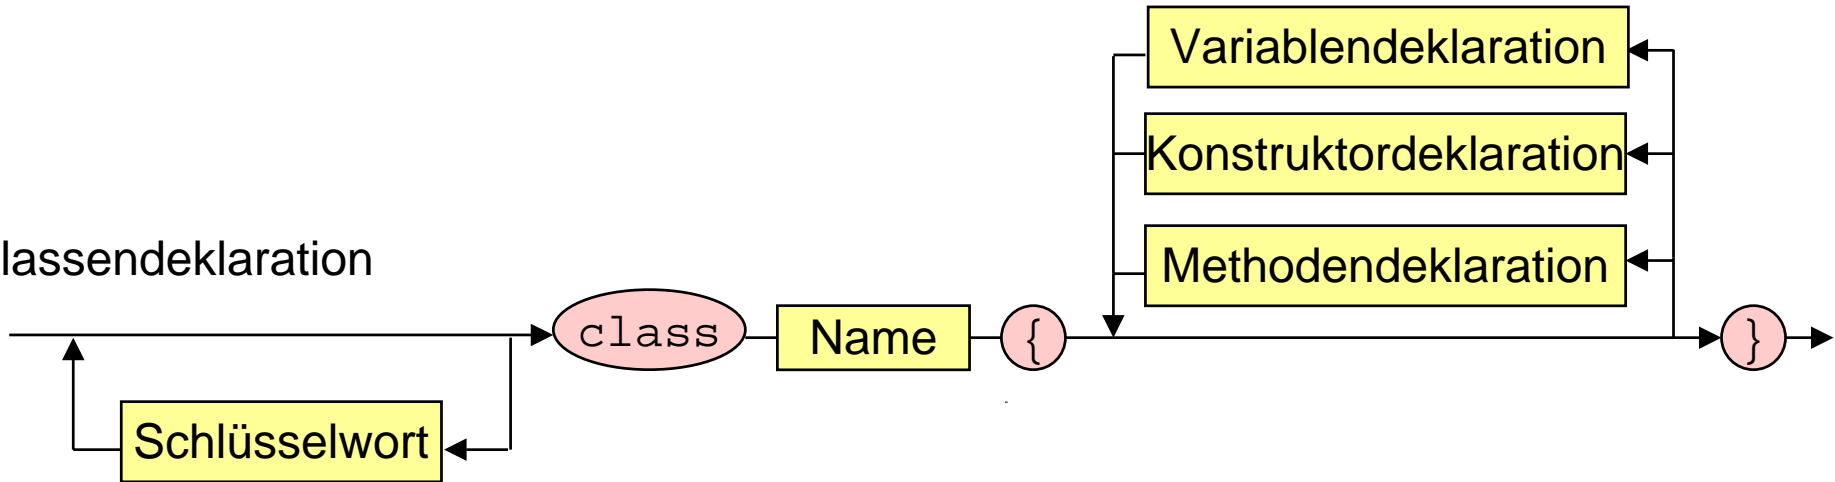 Variablendeklaration
Konstruktordeklaration
Methodendeklaration
lassendeklaration
class Name { }
Schlüsselwort